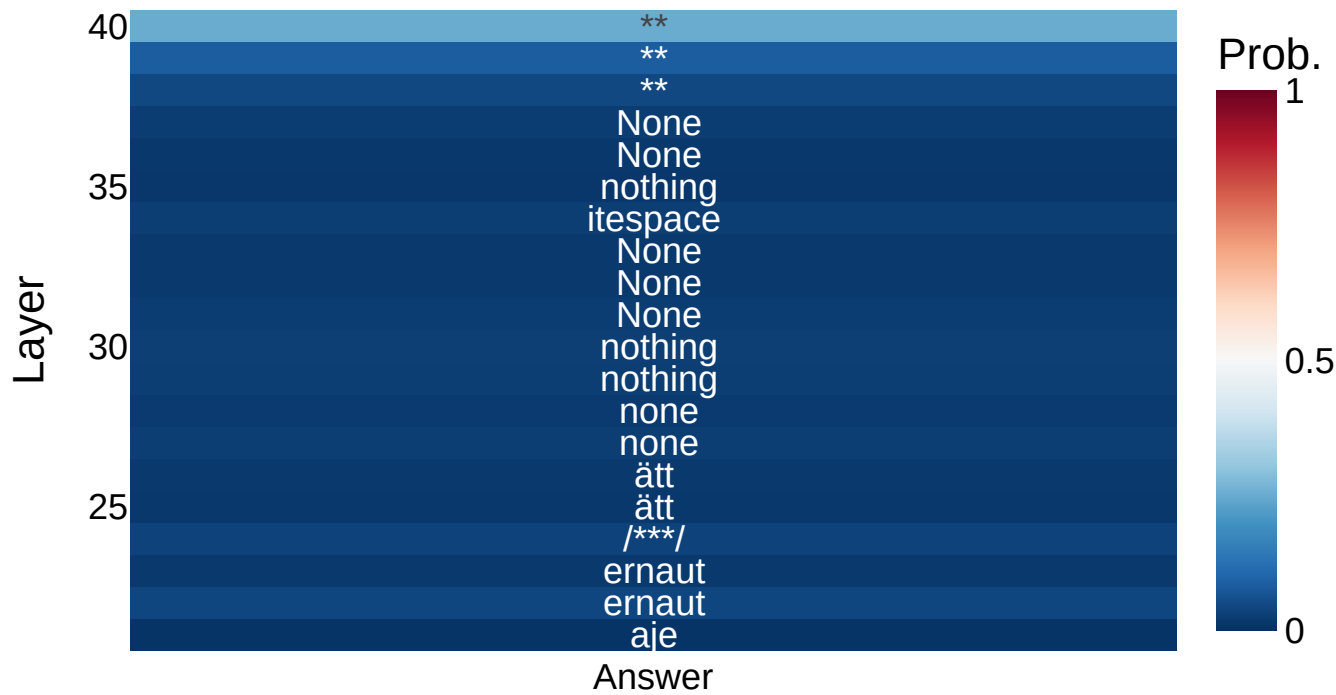 40
**
**
**
None
None
35
nothing
itespace
None
None
None
30
nothing
nothing
none
none
ätt
25
ätt
/***/
ernaut
ernaut
aje
Answer
Layer
Prob.
1
0.5
0